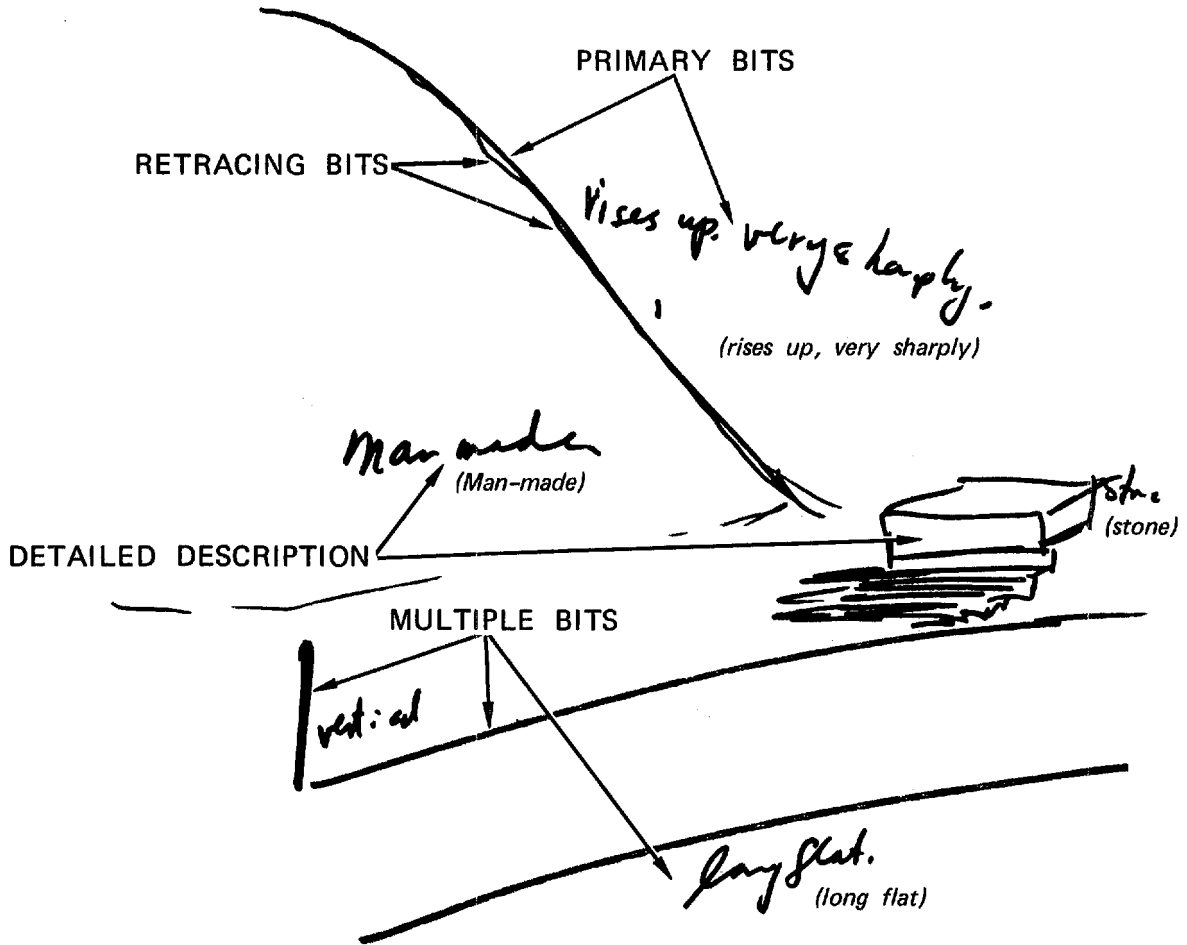 PRIMARY BITS
RETRACING BITS
rises up. very sharply.
(rises up, very sharply)
Man made
(Man-made)
stne
(stone)
DETAILED DESCRIPTION
MULTIPLE BITS
vertical
long flat.
(long flat)